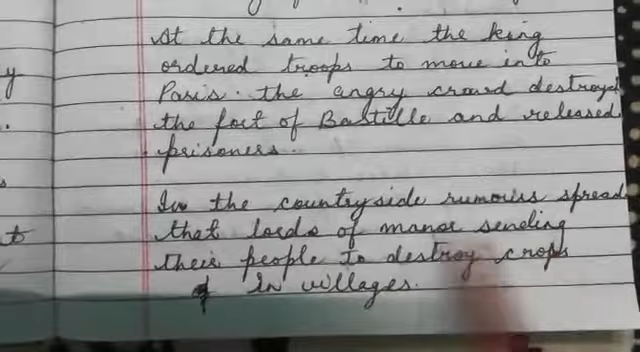 At the same time the king
ordered troops to move into
Paris. the angry crowd destroyed
the fort of Bastille and released
prisoners.
In the countryside rumours spread
that lords of manor sending
their people to destroy crops
in villages.